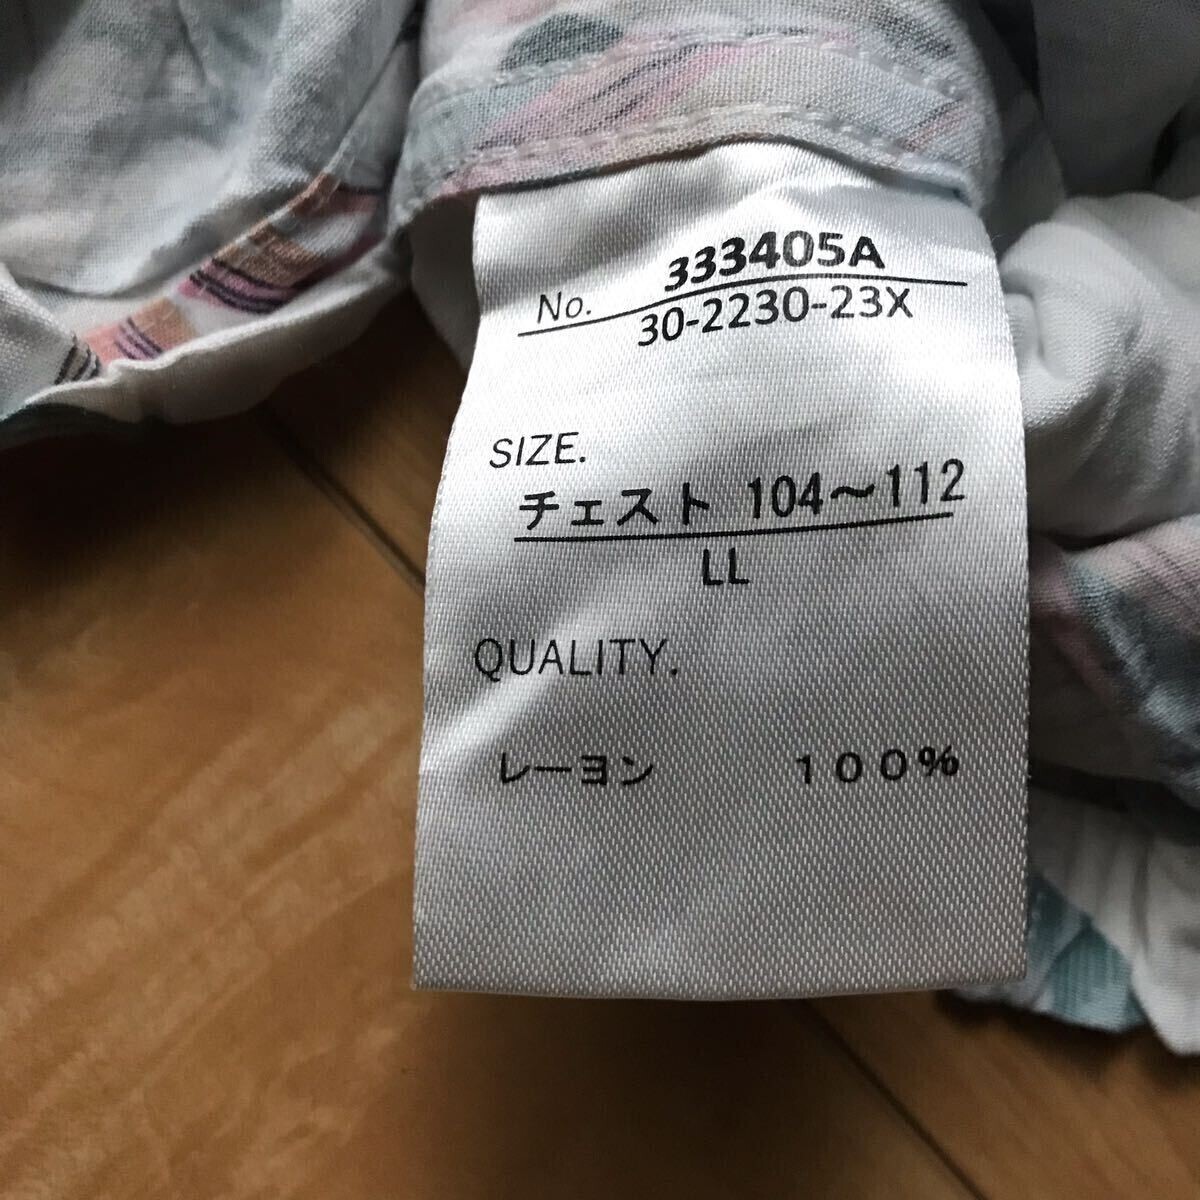 333405A
No.
30-2230-23X
SIZE.
チェスト 104～112
LL
QUALITY.
レーヨン 100%